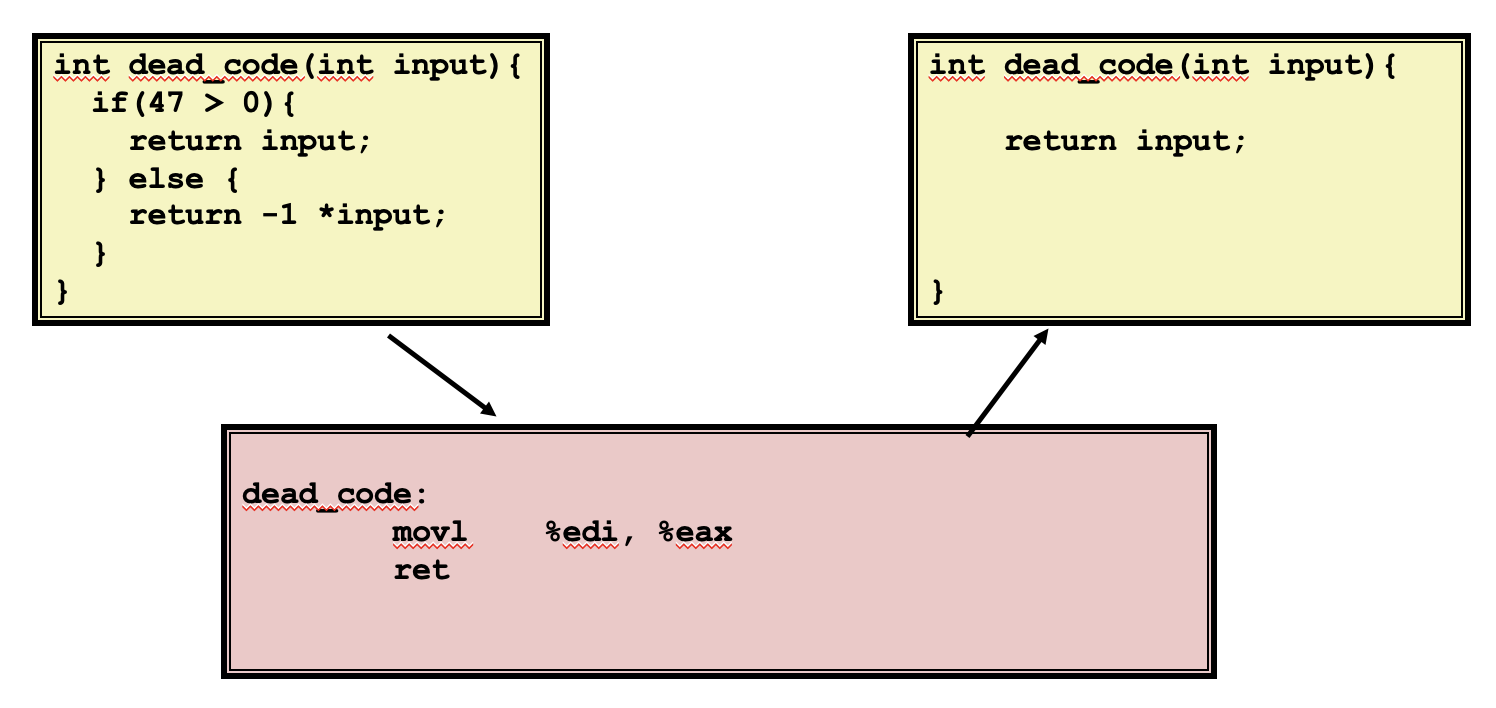 int dead_code(int input){
if(47 > 0){
return input;
} else {
return -1 *input;
}
}
int dead_code(int input){
return input;
}
dead_code:
movl %edi, %eax
ret